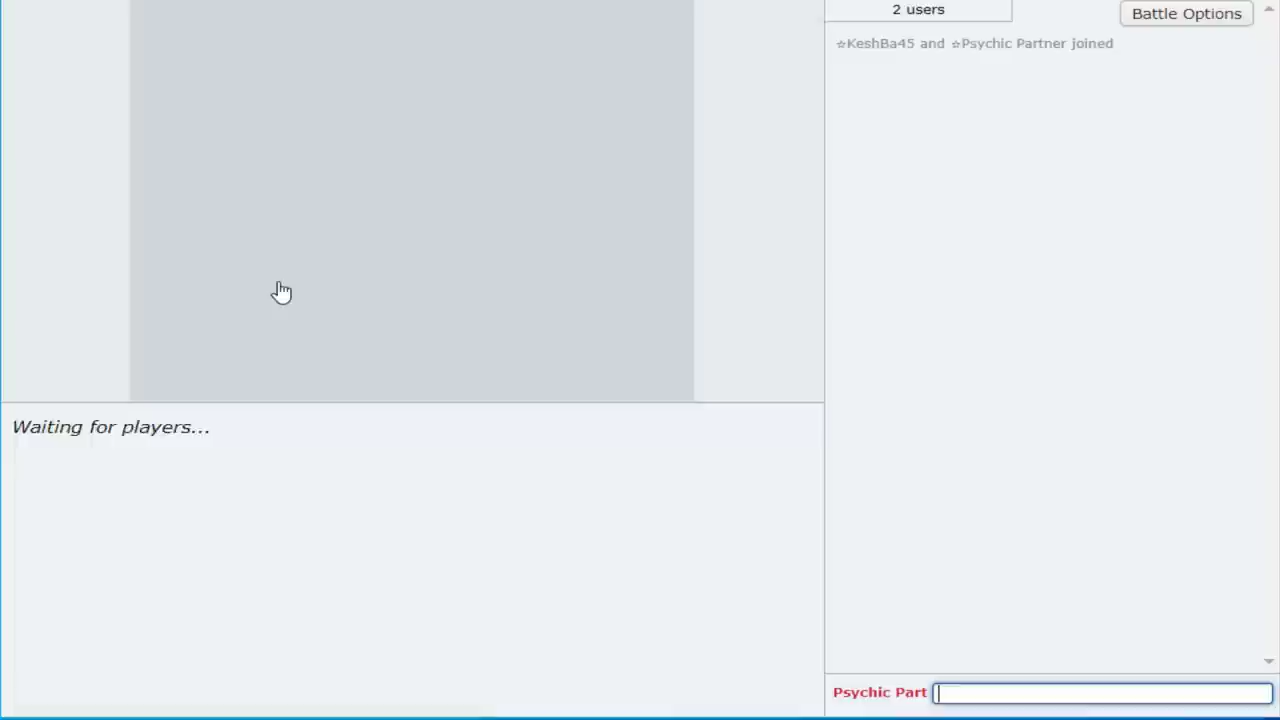 2 users
Battle Options
☆KeshBa45 and ☆Psychic Partner joined
Waiting for players...
Psychic Part